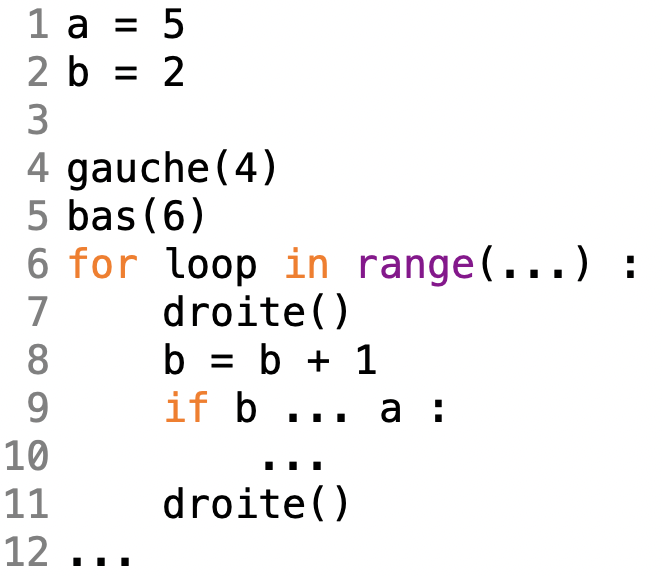 1 a = 5
2 b = 2
3
4 gauche(4)
5 bas(6)
6 for loop in range(...) :
7     droite()
8     b = b + 1
9     if b ... a :
10         ...
11     droite()
12 ...